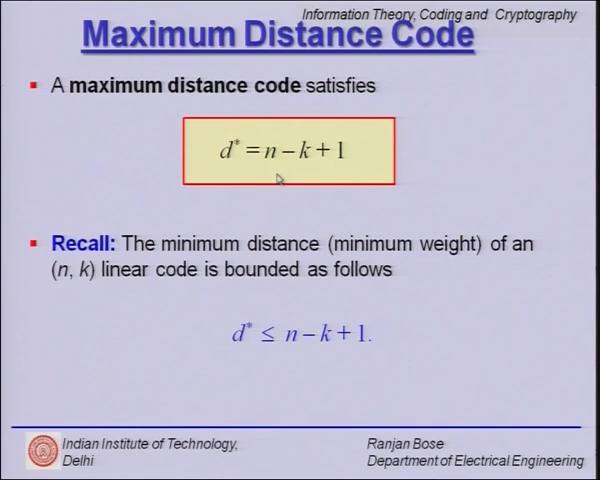 Information Theory, Coding and Cryptography
Maximum Distance Code
A maximum distance code satisfies
d* = n – k + 1
Recall: The minimum distance (minimum weight) of an
(n, k) linear code is bounded as follows
d* ≤ n – k + 1.
Indian Institute of Technology,
Delhi
Ranjan Bose
Department of Electrical Engineering